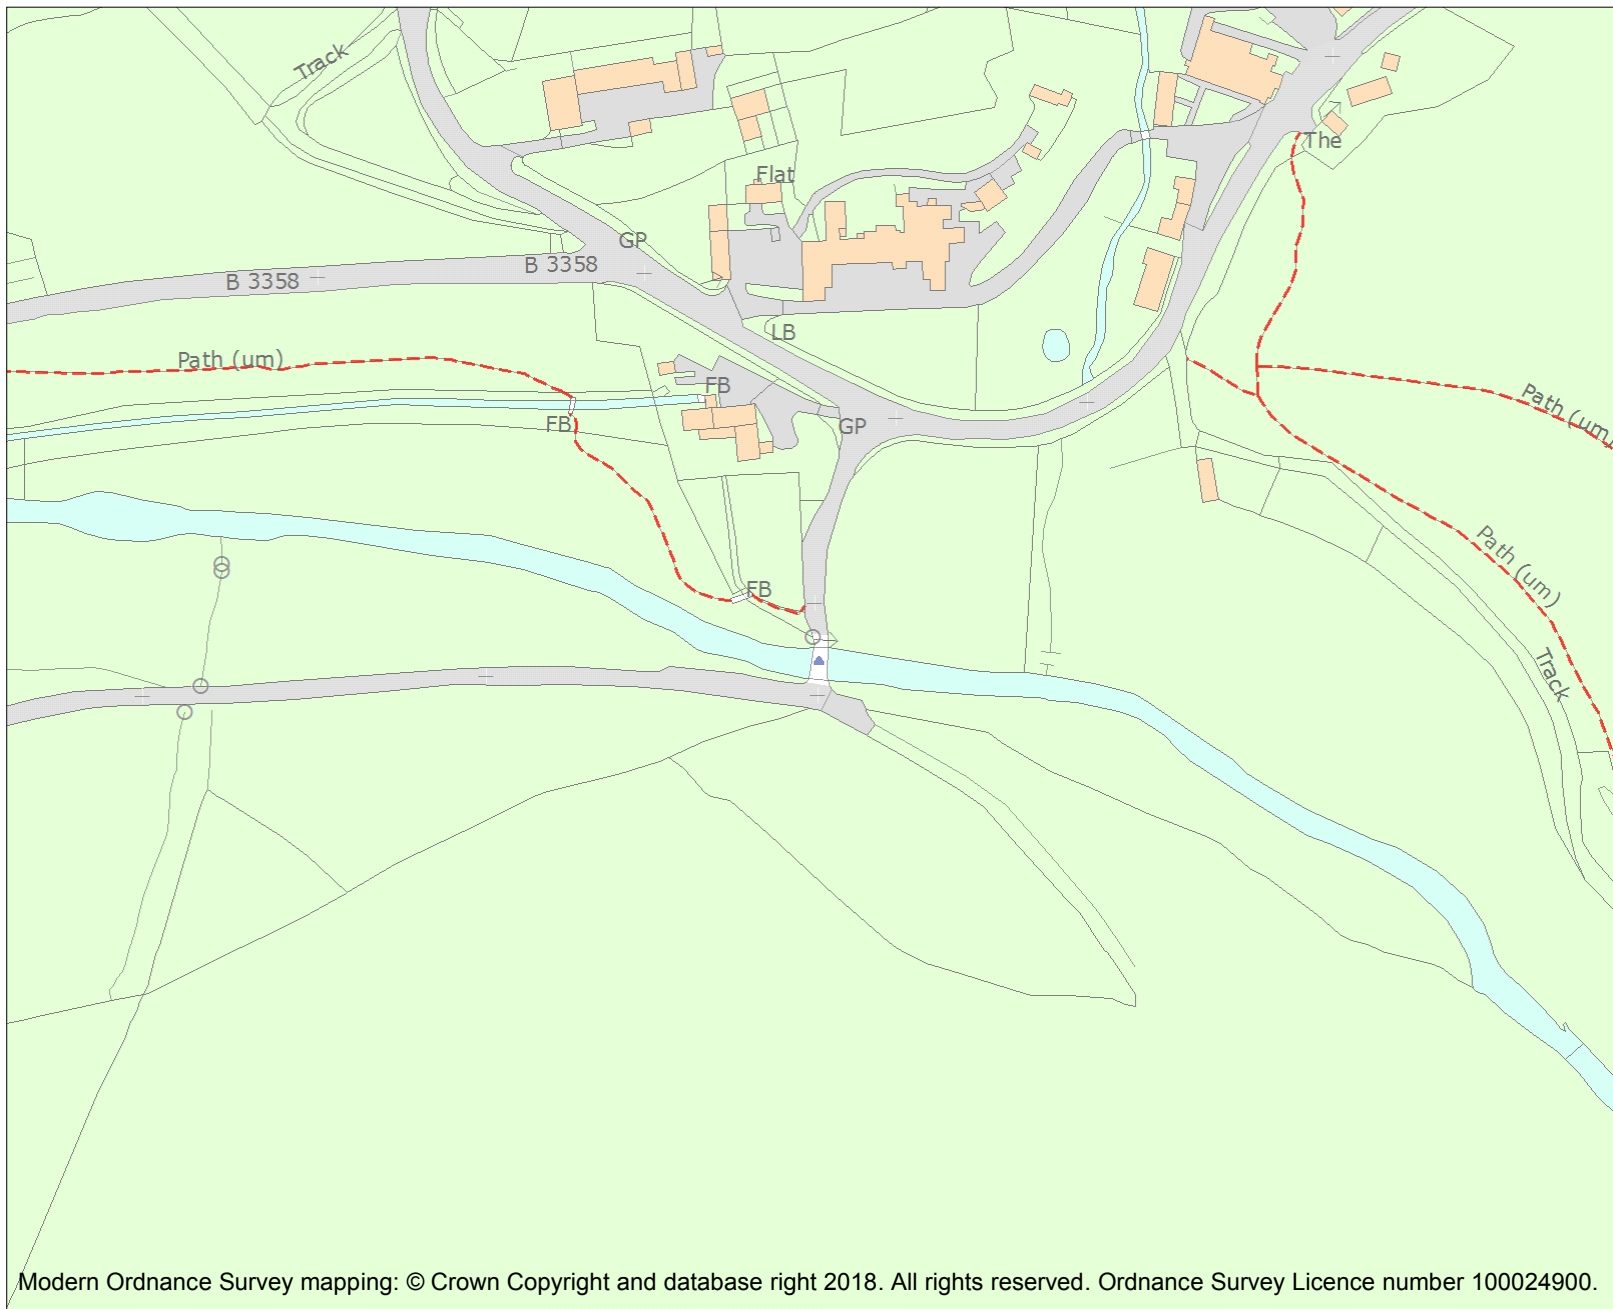 Track
The
Flat
GP
B 3358
B 3358
LB
Path (um)
FB
Path (um)
FB
GP
Path (um)
FB
Track
Modern Ordnance Survey mapping: © Crown Copyright and database right 2018. All rights reserved. Ordnance Survey Licence number 100024900.